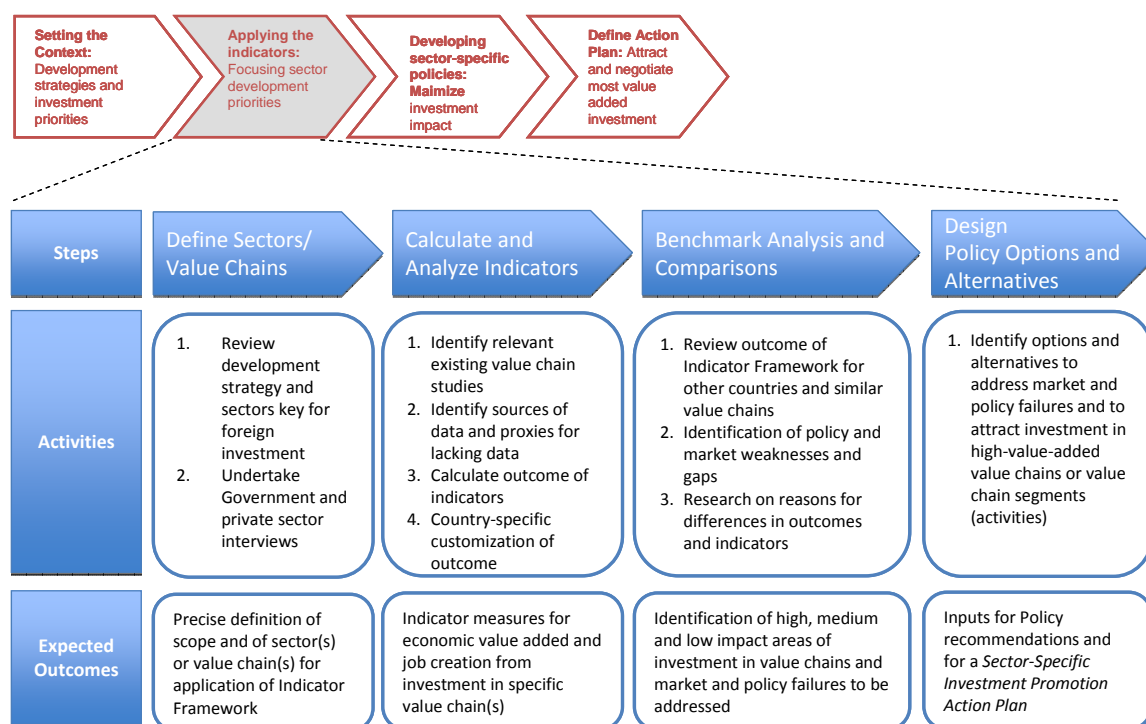 Setting the
Context:
Development
strategies and
investment
priorities
Applying the
indicators:
Focusing sector
development
priorities
Developing
sector-specific
policies:
Maimize
investment
impact
Define Action
Plan: Attract
and negotiate
most value
added
investment
Steps
Define Sectors/
Value Chains
Calculate and
Analyze Indicators
Benchmark Analysis and
Comparisons
Design
Policy Options and
Alternatives
Activities
1. Review
development
strategy and
sectors key for
foreign
investment
2. Undertake
Government and
private sector
interviews
1. Identify relevant
existing value chain
studies
2. Identify sources of
data and proxies for
lacking data
3. Calculate outcome of
indicators
4. Country-specific
customization of
outcome
1. Review outcome of
Indicator Framework for
other countries and similar
value chains
2. Identification of policy and
market weaknesses and
gaps
3. Research on reasons for
differences in outcomes
and indicators
1. Identify options and
alternatives to
address market and
policy failures and to
attract investment in
high-value-added
value chains or value
chain segments
(activities)
Expected
Outcomes
Precise definition of
scope and of sector(s)
or value chain(s) for
application of Indicator
Framework
Indicator measures for
economic value added and
job creation from
investment in specific
value chain(s)
Identification of high, medium
and low impact areas of
investment in value chains and
market and policy failures to be
addressed
Inputs for Policy
recommendations and
for a Sector-Specific
Investment Promotion
Action Plan